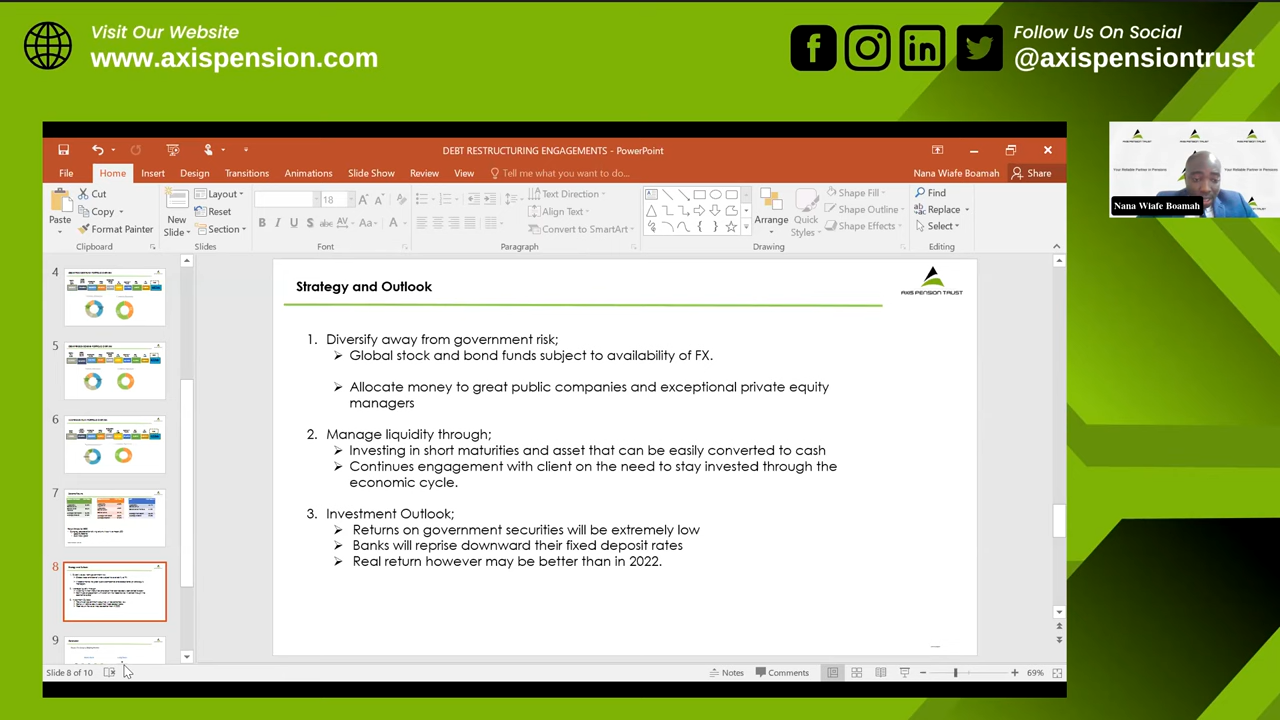 Visit Our Website
www.axispension.com
Follow Us On Social
@axispensiontrust
DEBT RESTRUCTURING ENGAGEMENTS - PowerPoint
File Home Insert Design Transitions Animations Slide Show Review View Tell me what you want to do... Nana Wiafe Boamah Share
Paste
Cut
Copy
Format Painter
Clipboard
New Slide
Layout
Reset
Section
Slides
18
Font
Text Direction
Align Text
Convert to SmartArt
Paragraph
Arrange
Quick Styles
Shape Fill
Shape Outline
Shape Effects
Drawing
Find
Replace
Select
Editing
4
5
6
7
8
9
Strategy and Outlook
AXIS PENSION TRUST
1. Diversify away from government risk;
Global stock and bond funds subject to availability of FX.
Allocate money to great public companies and exceptional private equity
managers
2. Manage liquidity through;
Investing in short maturities and asset that can be easily converted to cash
Continues engagement with client on the need to stay invested through the
economic cycle.
3. Investment Outlook;
Returns on government securities will be extremely low
Banks will reprise downward their fixed deposit rates
Real return however may be better than in 2022.
Slide 8 of 10
Notes
Comments
69%
Nana Wiafe Boamah